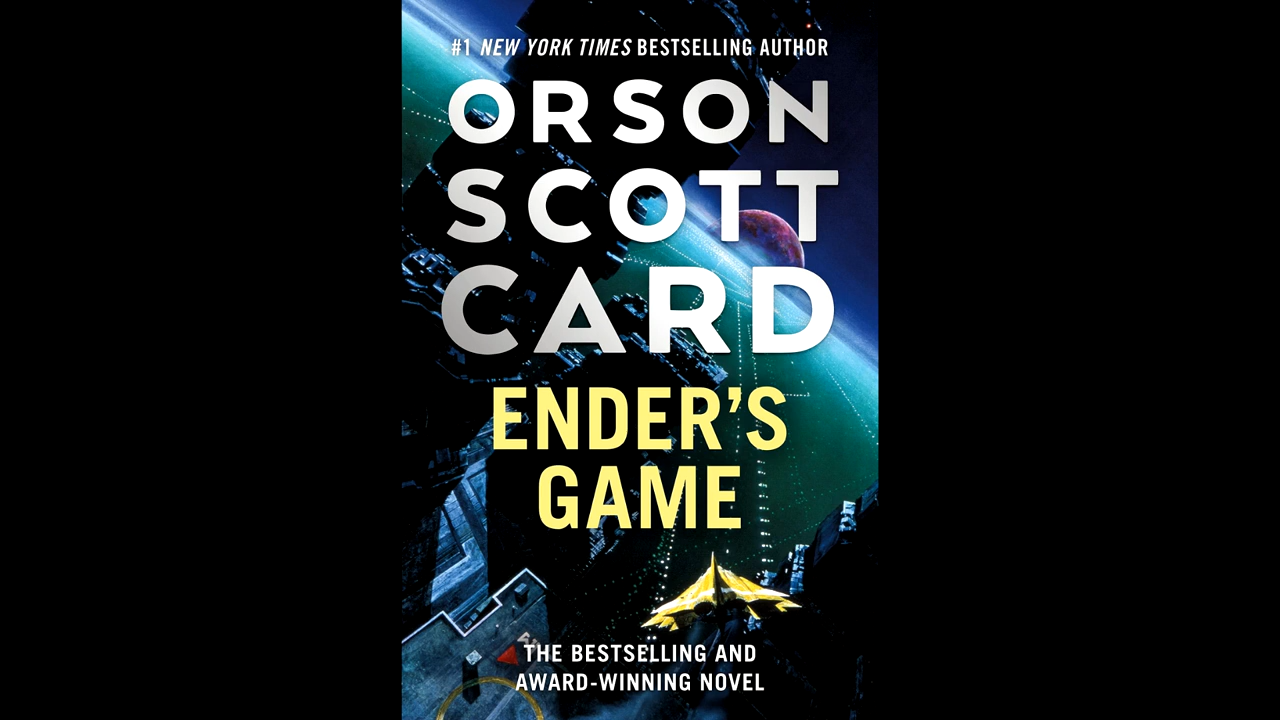 #1 NEW YORK TIMES BESTSELLING AUTHOR
ORSON
SCOTT
CARD
ENDER’S
GAME
THE BESTSELLING AND
AWARD-WINNING NOVEL